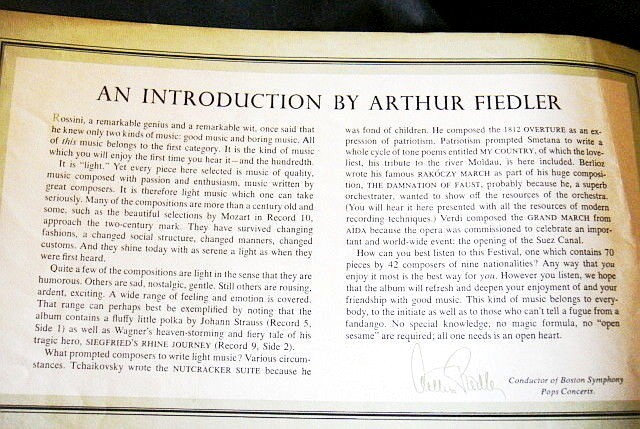 AN INTRODUCTION BY ARTHUR FIEDLER
Rossini, a remarkable genius and a remarkable wit, once said that
he knew only two kinds of music: good music and boring music. All
of this music belongs to the first category. It is the kind of music
which you will enjoy the first time you hear it—and the hundredth.
It is "light." Yet every piece here selected is music of quality,
music composed with passion and enthusiasm, music written by
great composers. It is therefore light music which one can take
seriously. Many of the compositions are more than a century old and
some, such as the beautiful selections by Mozart in Record 10,
approach the two-century mark. They have survived changing
fashions, a changed social structure, changed manners, changed
customs. And they shine today with as serene a light as when they
were first heard.
Quite a few of the compositions are light in the sense that they are
humorous. Others are sad, nostalgic, gentle. Still others are rousing,
ardent, exciting. A wide range of feeling and emotion is covered.
That range can perhaps best be exemplified by noting that the
album contains a fluffy little polka by Johann Strauss (Record 5,
Side 1) as well as Wagner's heaven-storming and fiery tale of his
tragic hero, SIEGFRIED'S RHINE JOURNEY (Record 9, Side 2).
What prompted composers to write light music? Various circum-
stances. Tchaikovsky wrote the NUTCRACKER SUITE because he
was fond of children. He composed the 1812 OVERTURE as an ex-
pression of patriotism. Patriotism prompted Smetana to write a
whole cycle of tone poems entitled MY COUNTRY, of which the love-
liest, his tribute to the river Moldau, is here included. Berlioz
wrote his famous RAKÓCZY MARCH as part of his huge composi-
tion, THE DAMNATION OF FAUST, probably because he, a superb
orchestrater, wanted to show off the resources of the orchestra.
(You will hear it here presented with all the resources of modern
recording techniques.) Verdi composed the GRAND MARCH from
AIDA because the opera was commissioned to celebrate an impor-
tant and world-wide event: the opening of the Suez Canal.
How can you best listen to this Festival, one which contains 70
pieces by 42 composers of nine nationalities? Any way that you
enjoy it most is the best way for you. However you listen, we hope
that the album will refresh and deepen your enjoyment of and your
friendship with good music. This kind of music belongs to every-
body, to the initiate as well as to those who can't tell a fugue from a
fandango. No special knowledge, no magic formula, no "open
sesame" are required; all one needs is an open heart.
Arthur Fiedler
Conductor of Boston Symphony
Pops Concerts.